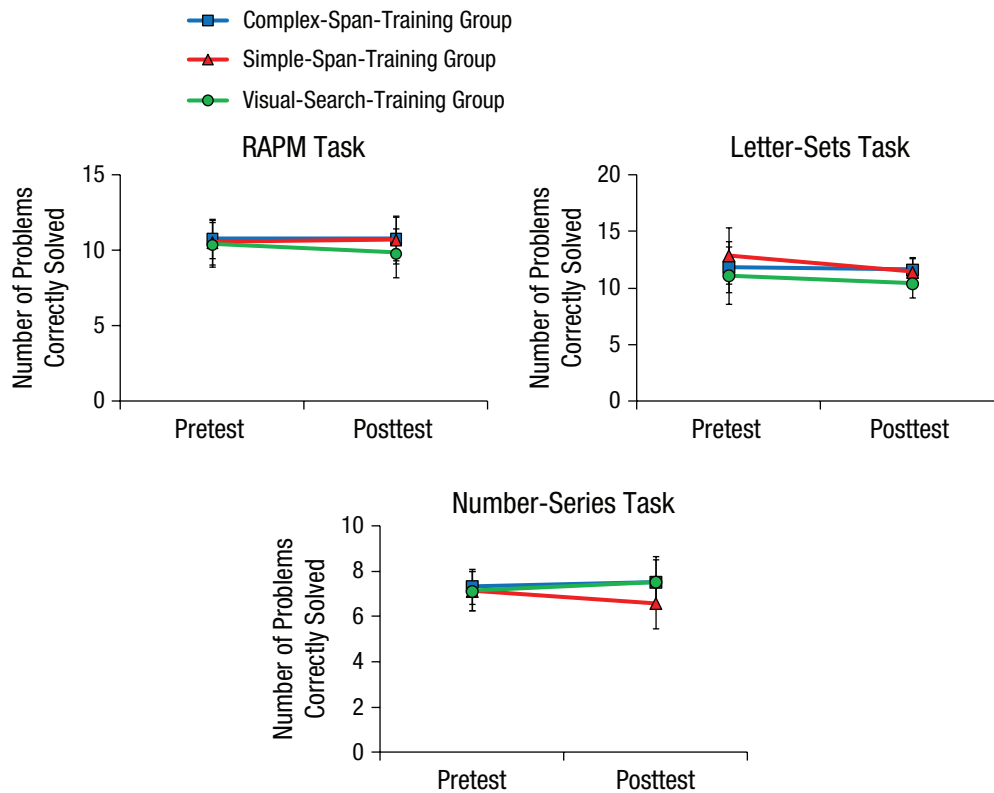 Complex-Span-Training Group
Simple-Span-Training Group
Visual-Search-Training Group
RAPM Task
Number of Problems
Correctly Solved
15
10
5
0
Pretest
Posttest
Letter-Sets Task
Number of Problems
Correctly Solved
20
15
10
5
0
Pretest
Posttest
Number-Series Task
Number of Problems
Correctly Solved
10
8
6
4
2
0
Pretest
Posttest